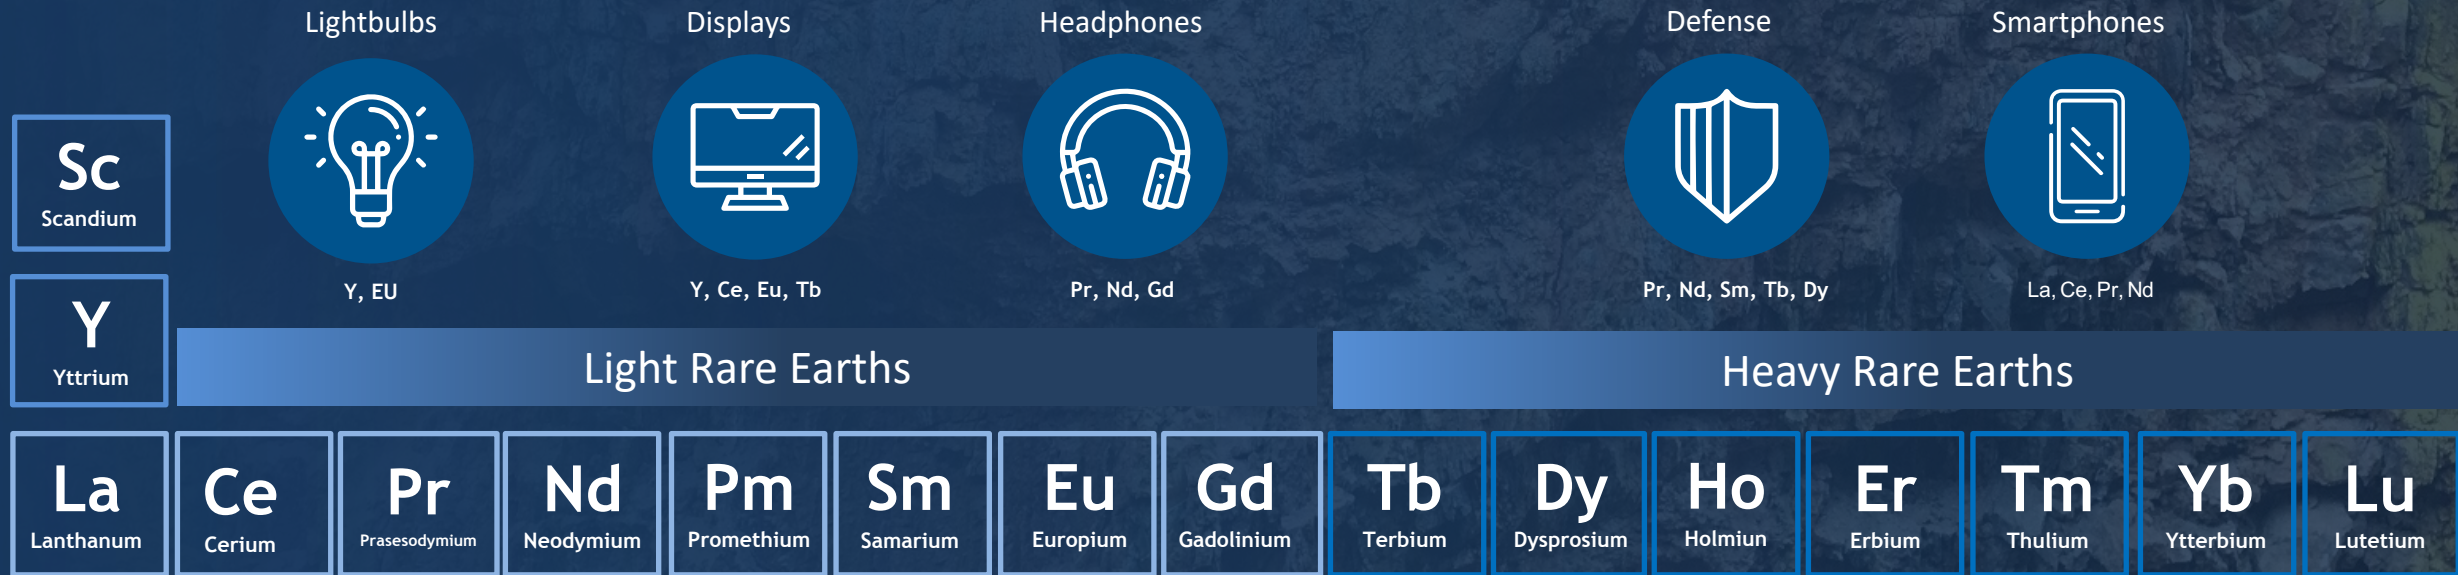 Lightbulbs
Displays
Headphones
Defense
Smartphones
Sc
Scandium
Y, EU
Y, Ce, Eu, Tb
Pr, Nd, Gd
Pr, Nd, Sm, Tb, Dy
La, Ce, Pr, Nd
Y
Yttrium
Light Rare Earths
Heavy Rare Earths
La
Lanthanum
Ce
Cerium
Pr
Prasesodymium
Nd
Neodymium
Pm
Promethium
Sm
Samarium
Eu
Europium
Gd
Gadolinium
Tb
Terbium
Dy
Dysprosium
Ho
Holmiun
Er
Erbium
Tm
Thulium
Yb
Ytterbium
Lu
Lutetium